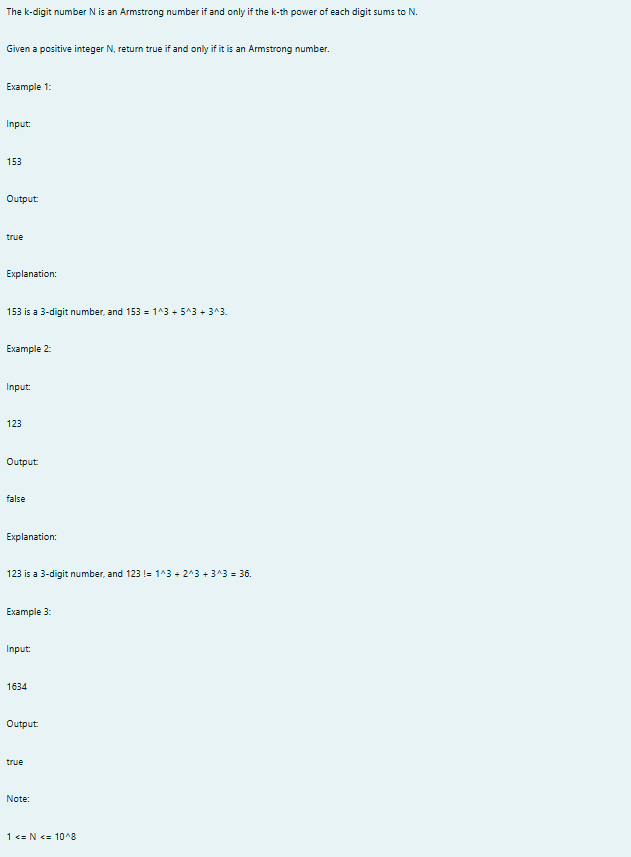 The k-digit number N is an Armstrong number if and only if the k-th power of each digit sums to N.
Given a positive integer N, return true if and only if it is an Armstrong number.
Example 1:
Input:
153
Output:
true
Explanation:
153 is a 3-digit number, and 153 = 1^3 + 5^3 + 3^3.
Example 2:
Input:
123
Output:
false
Explanation:
123 is a 3-digit number, and 123 != 1^3 + 2^3 + 3^3 = 36.
Example 3:
Input:
1634
Output:
true
Note:
1 <= N <= 10^8